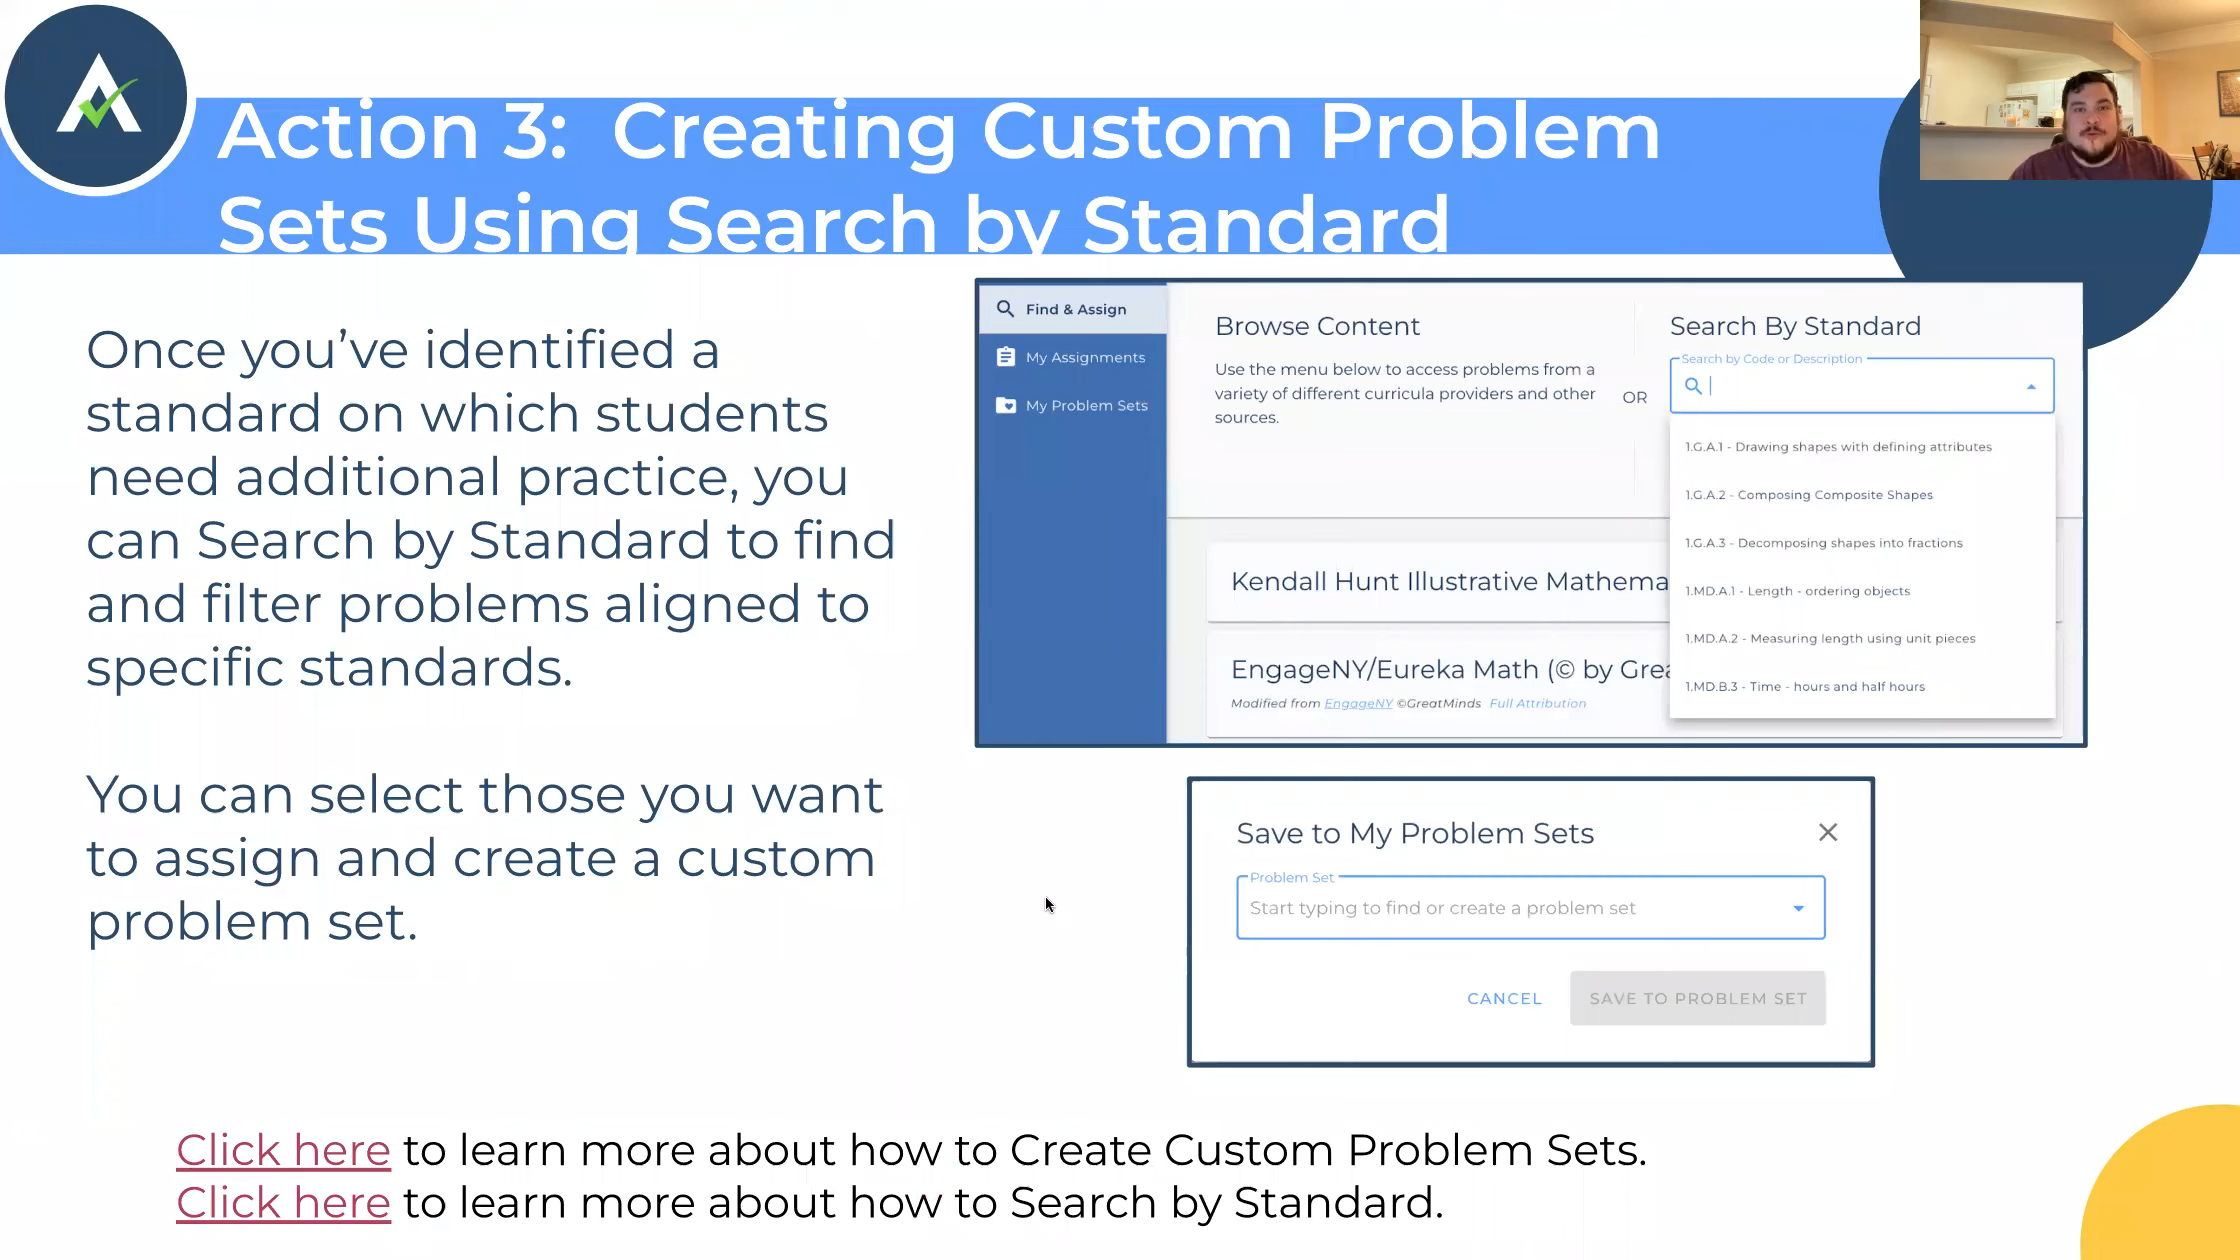 Action 3:  Creating Custom Problem
Sets Using Search by Standard
Once you’ve identified a
standard on which students
need additional practice, you
can Search by Standard to find
and filter problems aligned to
specific standards.
You can select those you want
to assign and create a custom
problem set.
Find & Assign
My Assignments
My Problem Sets
Browse Content
Use the menu below to access problems from a
variety of different curricula providers and other
sources.
OR
Search By Standard
Search by Code or Description
1.G.A.1 - Drawing shapes with defining attributes
1.G.A.2 - Composing Composite Shapes
1.G.A.3 - Decomposing shapes into fractions
1.MD.A.1 - Length - ordering objects
1.MD.A.2 - Measuring length using unit pieces
1.MD.B.3 - Time - hours and half hours
Kendall Hunt Illustrative Mathema
EngageNY/Eureka Math (© by Grea
Modified from EngageNY ©GreatMinds Full Attribution
Save to My Problem Sets
Problem Set
Start typing to find or create a problem set
CANCEL
SAVE TO PROBLEM SET
Click here to learn more about how to Create Custom Problem Sets.
Click here to learn more about how to Search by Standard.